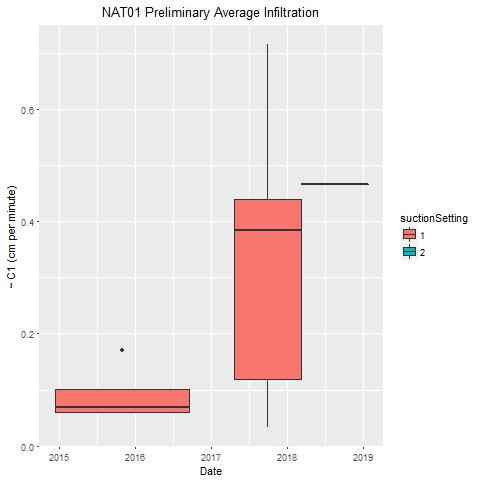 NAT01 Preliminary Average Infiltration
~ C1 (cm per minute)
0.6
0.4
0.2
0.0
2015 2016 2017 2018 2019
Date
suctionSetting
1
2